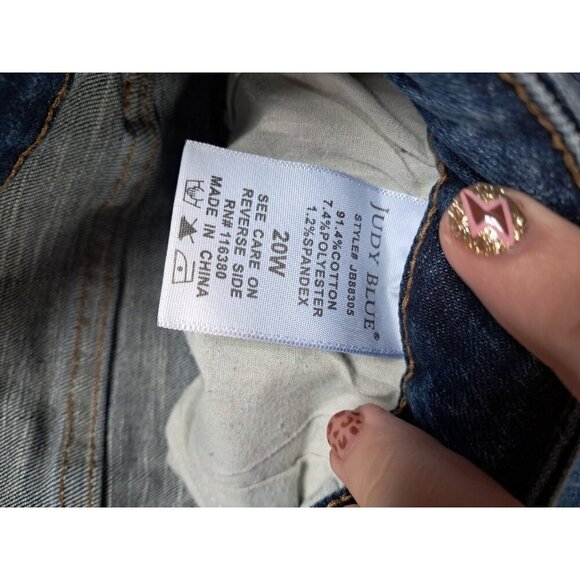 JUDY BLUE®
STYLE# JB88305
91.4%COTTON
7.4%POLYESTER
1.2%SPANDEX
20W
SEE CARE ON
REVERSE SIDE
RN# 116380
MADE IN CHINA